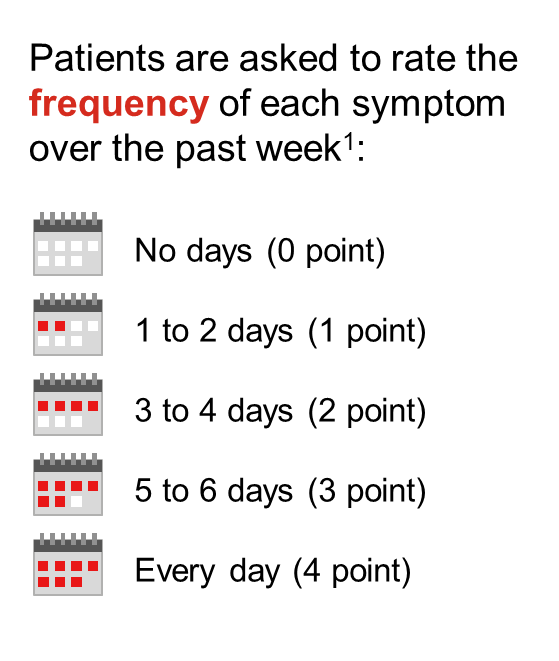 Patients are asked to rate the
frequency of each symptom
over the past week¹:
No days (0 point)
1 to 2 days (1 point)
3 to 4 days (2 point)
5 to 6 days (3 point)
Every day (4 point)